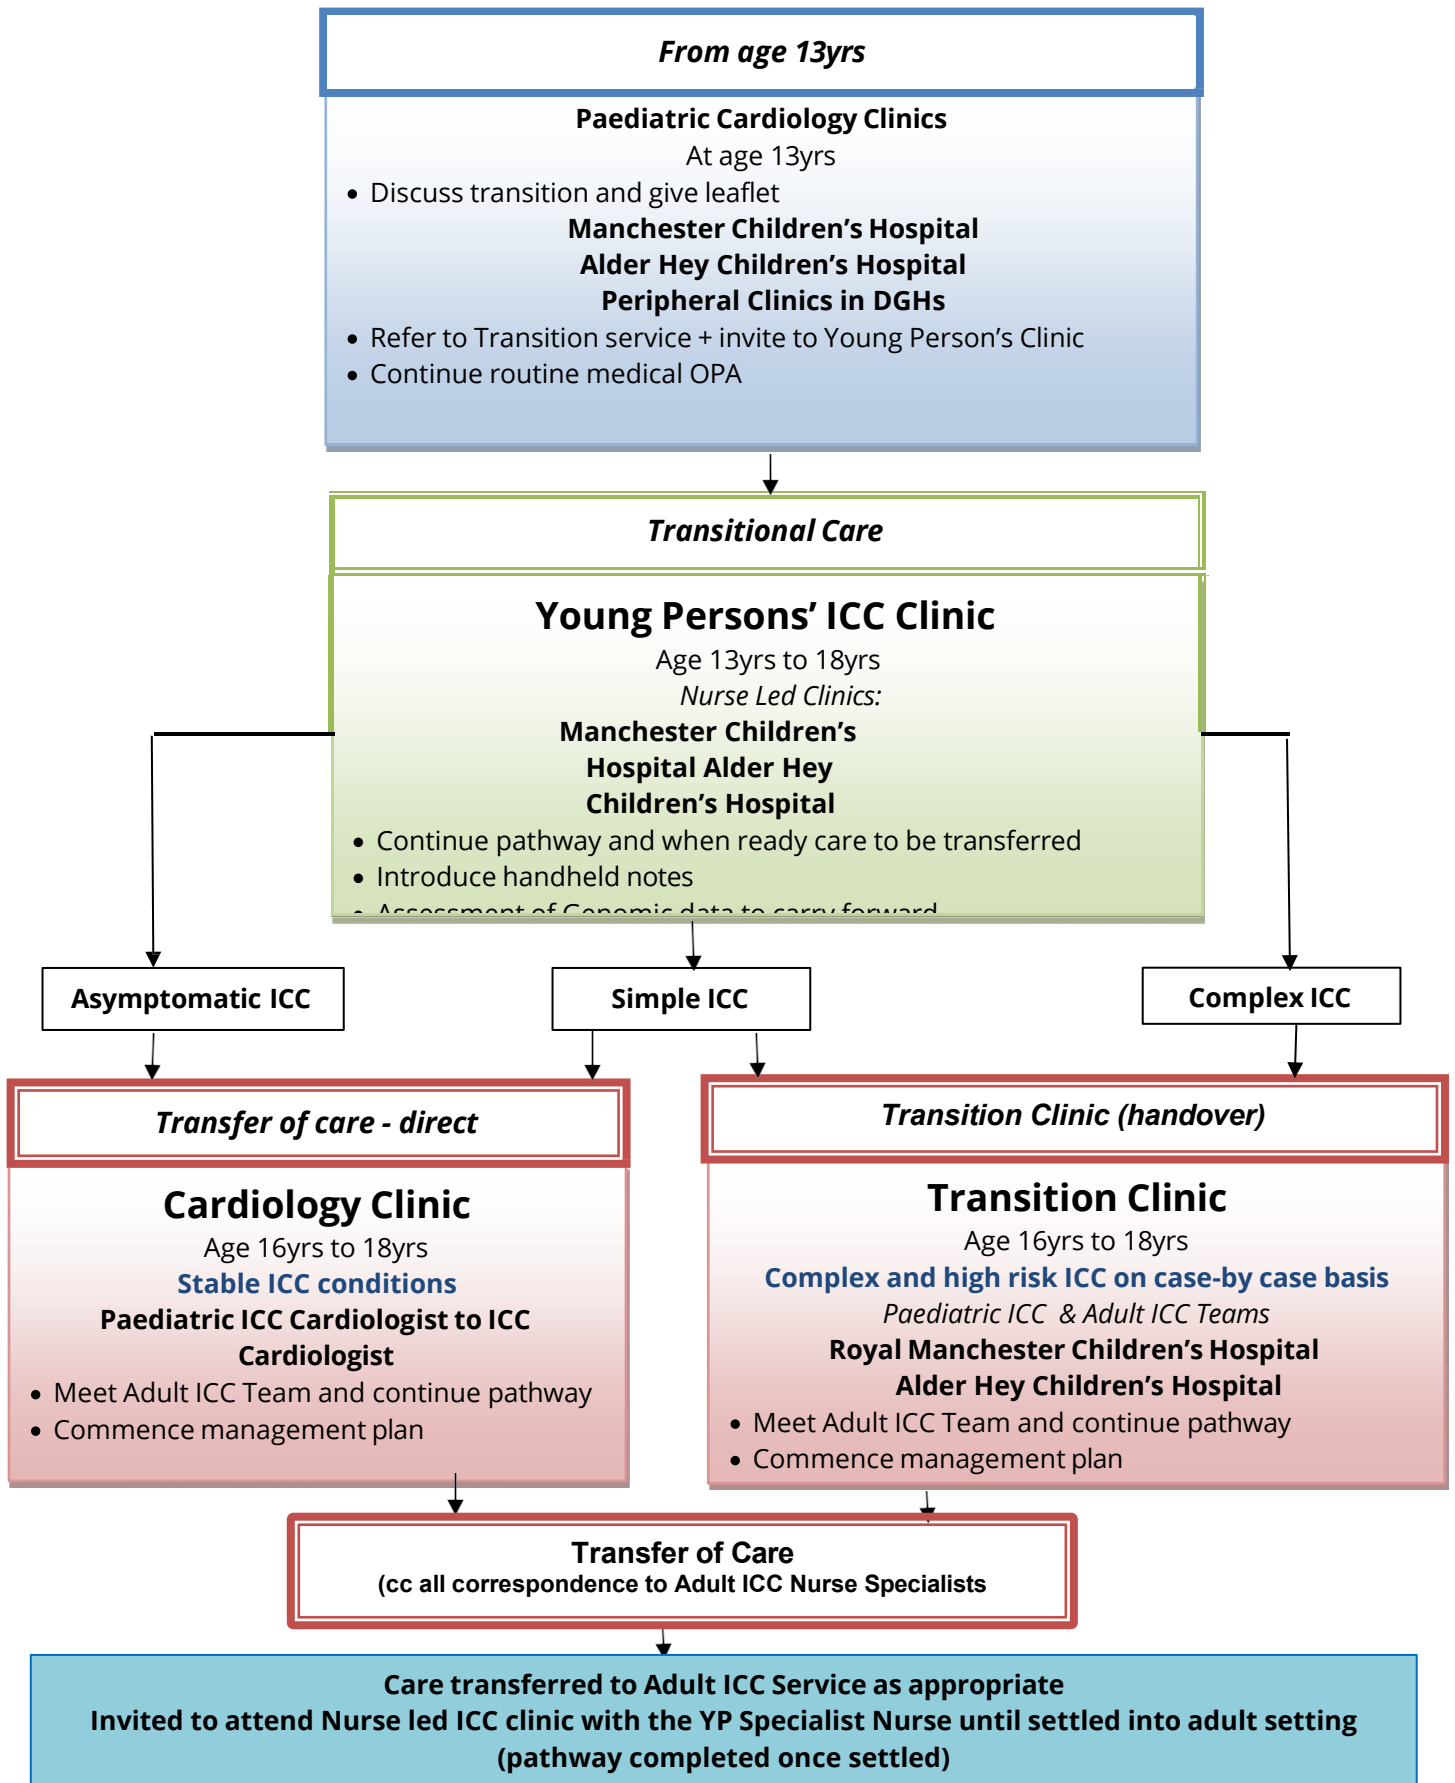 From age 13yrs
Paediatric Cardiology Clinics
At age 13yrs
• Discuss transition and give leaflet
Manchester Children’s Hospital
Alder Hey Children’s Hospital
Peripheral Clinics in DGHs
• Refer to Transition service + invite to Young Person’s Clinic
• Continue routine medical OPA
Transitional Care
Young Persons’ ICC Clinic
Age 13yrs to 18yrs
Nurse Led Clinics:
Manchester Children’s
Hospital Alder Hey
Children’s Hospital
• Continue pathway and when ready care to be transferred
• Introduce handheld notes
• Assessment of Genomic data to carry forward
Asymptomatic ICC
Simple ICC
Complex ICC
Transfer of care - direct
Cardiology Clinic
Age 16yrs to 18yrs
Stable ICC conditions
Paediatric ICC Cardiologist to ICC
Cardiologist
• Meet Adult ICC Team and continue pathway
• Commence management plan
Transition Clinic (handover)
Transition Clinic
Age 16yrs to 18yrs
Complex and high risk ICC on case-by case basis
Paediatric ICC & Adult ICC Teams
Royal Manchester Children’s Hospital
Alder Hey Children’s Hospital
• Meet Adult ICC Team and continue pathway
• Commence management plan
Transfer of Care
(cc all correspondence to Adult ICC Nurse Specialists
Care transferred to Adult ICC Service as appropriate
Invited to attend Nurse led ICC clinic with the YP Specialist Nurse until settled into adult setting
(pathway completed once settled)